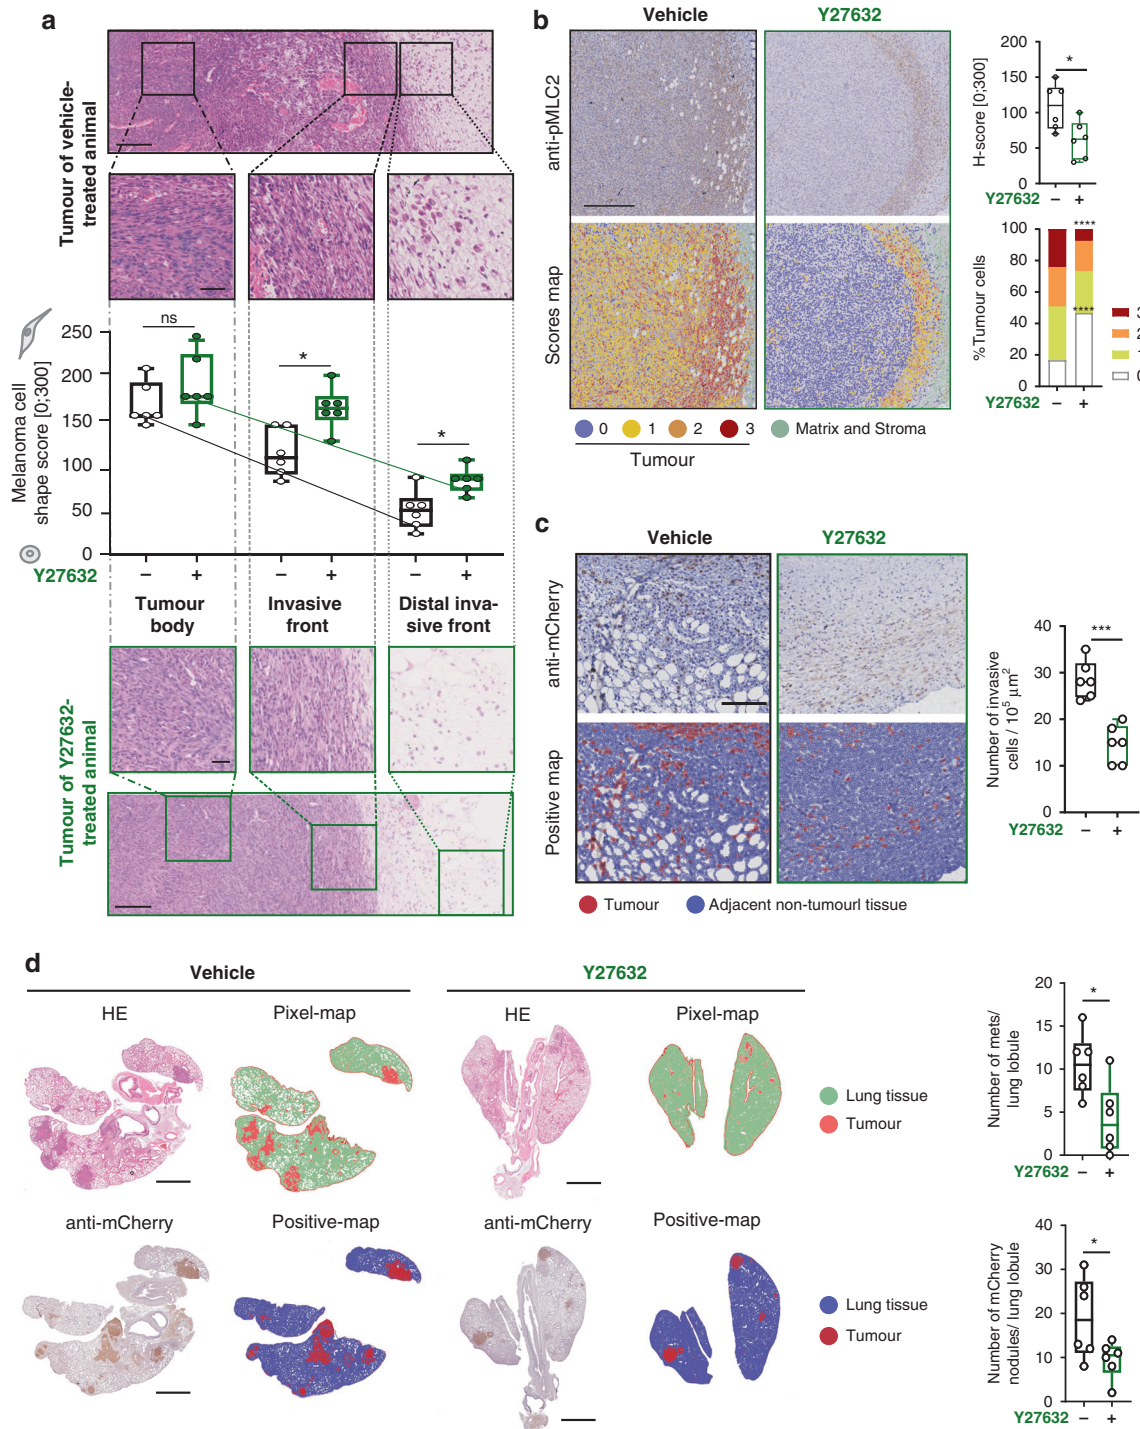 a
Tumour of vehicle-
treated animal
Melanoma cell
shape score [0;300]
250
200
150
100
50
0
ns
*
*
Y27632
– + – + – +
Tumour
body
Invasive
front
Distal inva-
sive front
Tumour of Y27632-
treated animal
b
Vehicle
Y27632
anti-pMLC2
Scores map
0 1 2 3 Matrix and Stroma
Tumour
H-score [0;300]
200
150
100
50
0
*
– +
Y27632
%Tumour cells
100
80
60
40
20
0
****
****
3
2
0
Y27632 – +
c
Vehicle
Y27632
anti-mCherry
Positive map
Tumour Adjacent non-tumourl tissue
Number of invasive
cells / 10⁵ μm²
40
30
20
10
0
***
Y27632 – +
d
Vehicle
Y27632
HE
Pixel-map
HE
Pixel-map
Lung tissue
Tumour
anti-mCherry
Positive-map
anti-mCherry
Positive-map
Lung tissue
Tumour
Number of mets/
lung lobule
20
15
10
5
0
*
Y27632 – +
Number of mCherry
nodules/ lung lobule
40
30
20
10
0
*
Y27632 – +